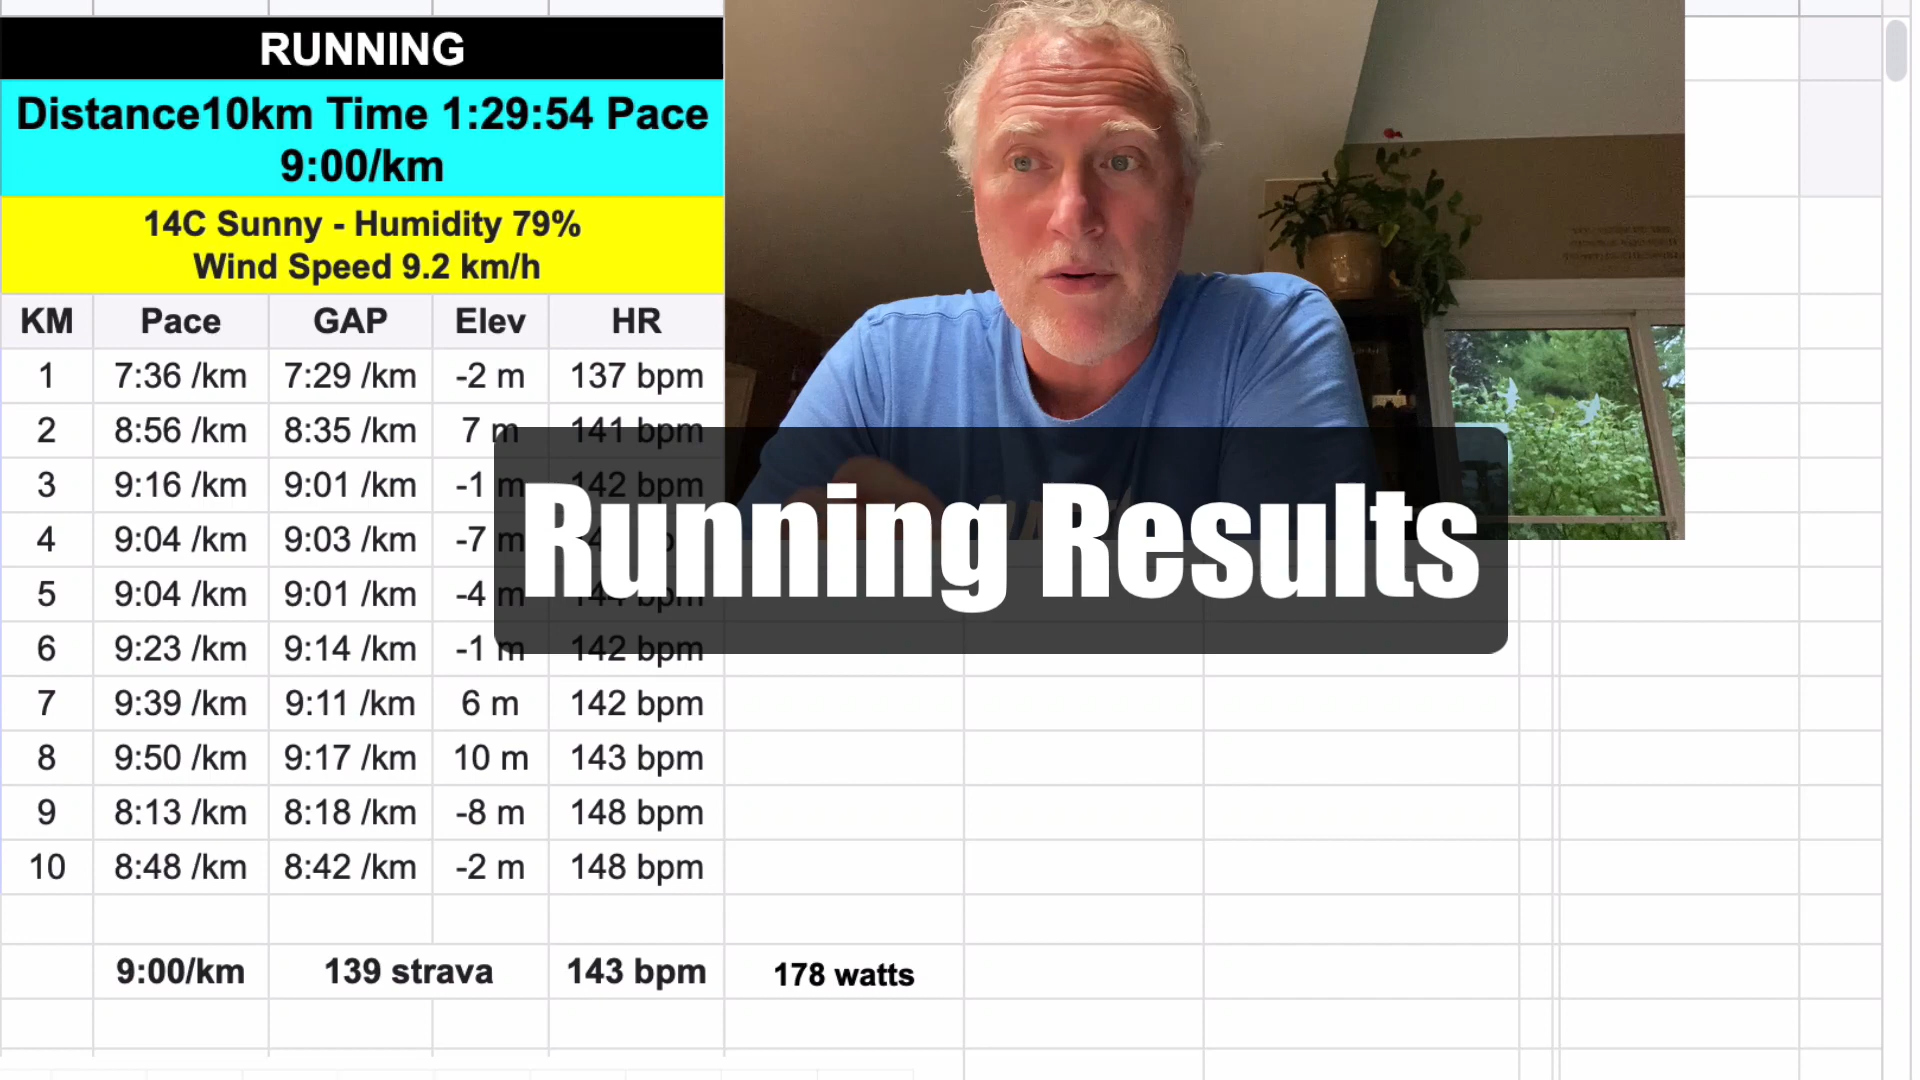 RUNNING
Distance10km Time 1:29:54 Pace
9:00/km
14C Sunny - Humidity 79%
Wind Speed 9.2 km/h
KM Pace GAP Elev HR
1 7:36 /km 7:29 /km -2 m 137 bpm
2 8:56 /km 8:35 /km 7 m 141 bpm
3 9:16 /km 9:01 /km -1 m 142 bpm
4 9:04 /km 9:03 /km -7 m
5 9:04 /km 9:01 /km -4 m 144 bpm
Running Results
6 9:23 /km 9:14 /km -1 m 142 bpm
7 9:39 /km 9:11 /km 6 m 142 bpm
8 9:50 /km 9:17 /km 10 m 143 bpm
9 8:13 /km 8:18 /km -8 m 148 bpm
10 8:48 /km 8:42 /km -2 m 148 bpm
9:00/km 139 strava 143 bpm 178 watts